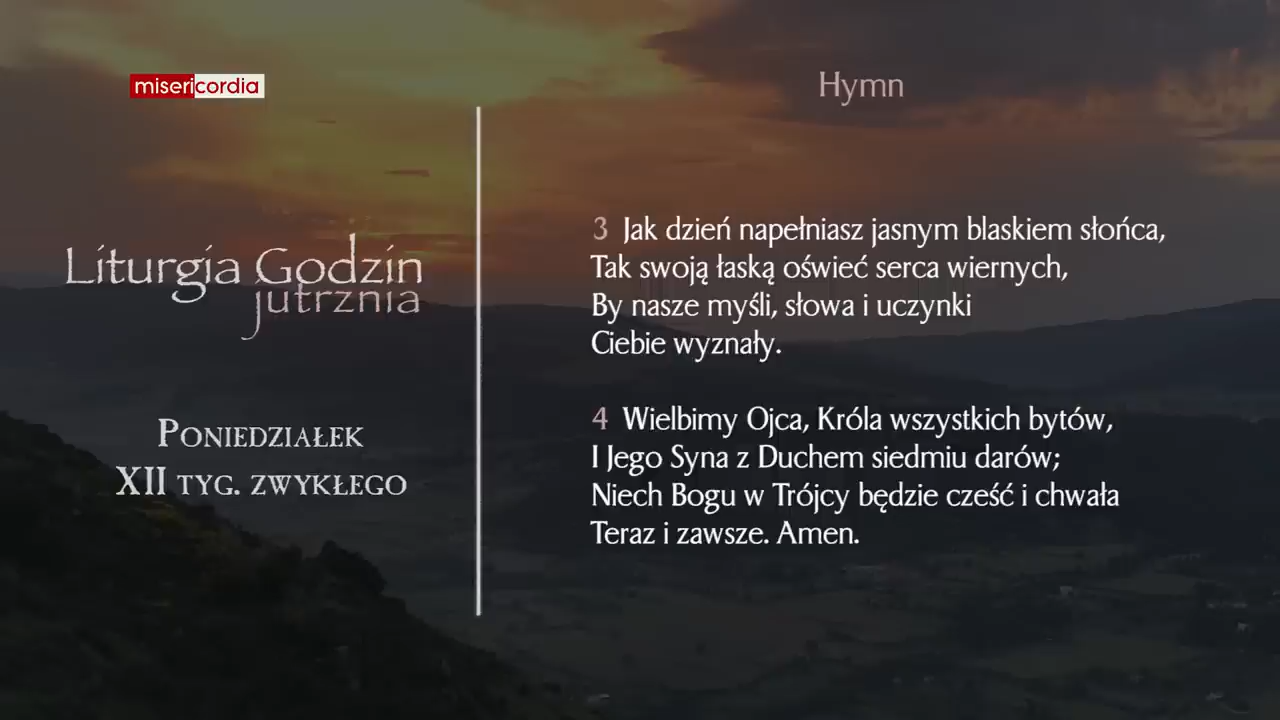 misericordia
Liturgia Godzin
jutrznia
Poniedziałek
XII tyg. zwykłego
Hymn
3 Jak dzień napełniasz jasnym blaskiem słońca,
Tak swoją łaską oświeć serca wiernych,
By nasze myśli, słowa i uczynki
Ciebie wyznały.
4 Wielbimy Ojca, Króla wszystkich bytów,
I Jego Syna z Duchem siedmiu darów;
Niech Bogu w Trójcy będzie cześć i chwała
Teraz i zawsze. Amen.